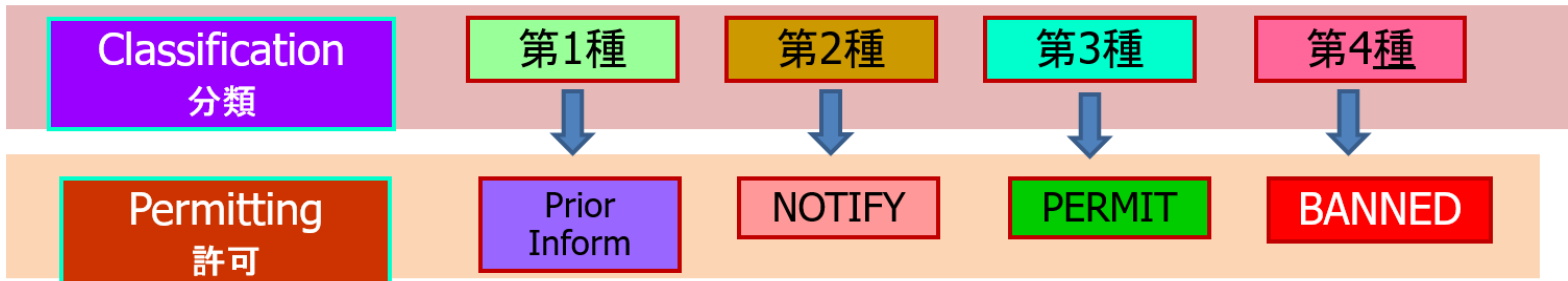 Classification
分類
第1種
第2種
第3種
第4種
Permitting
許可
Prior
Inform
NOTIFY
PERMIT
BANNED